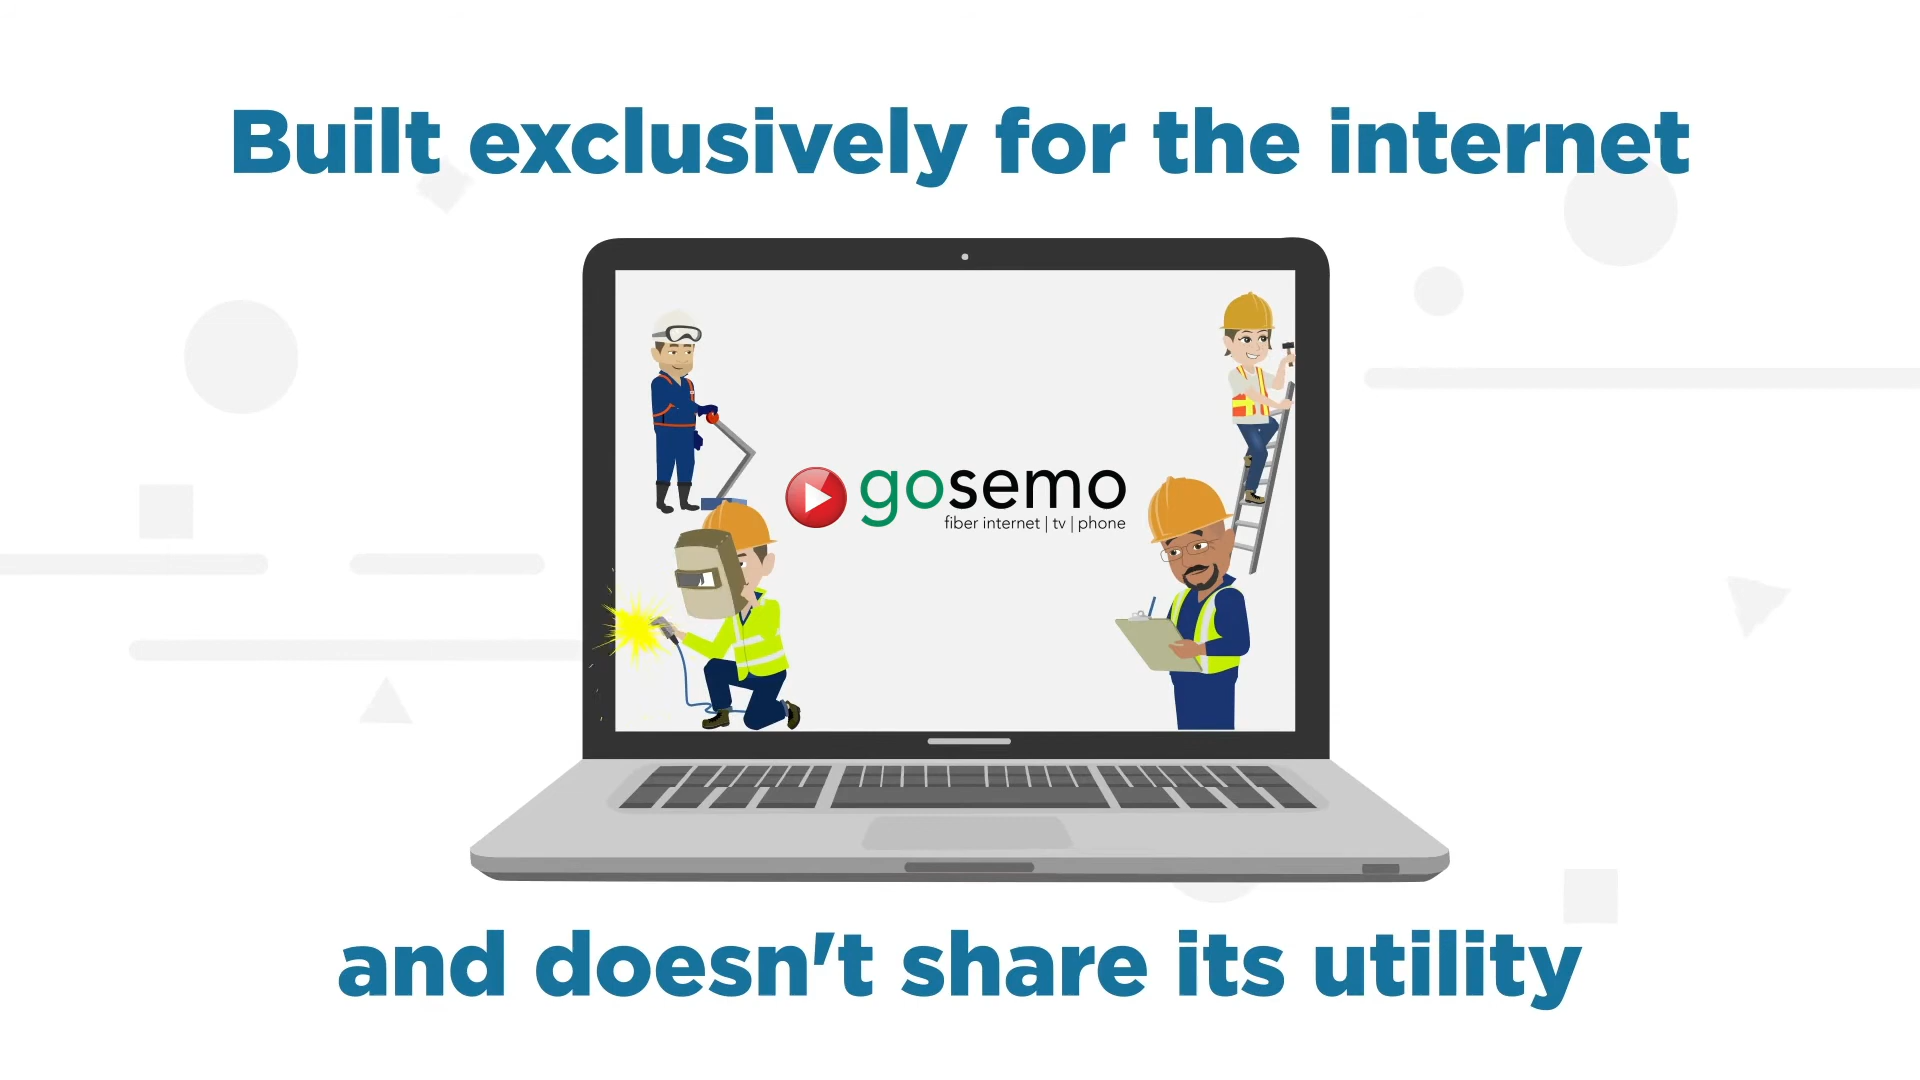 Built exclusively for the internet
gosemo
fiber internet | tv | phone
and doesn't share its utility